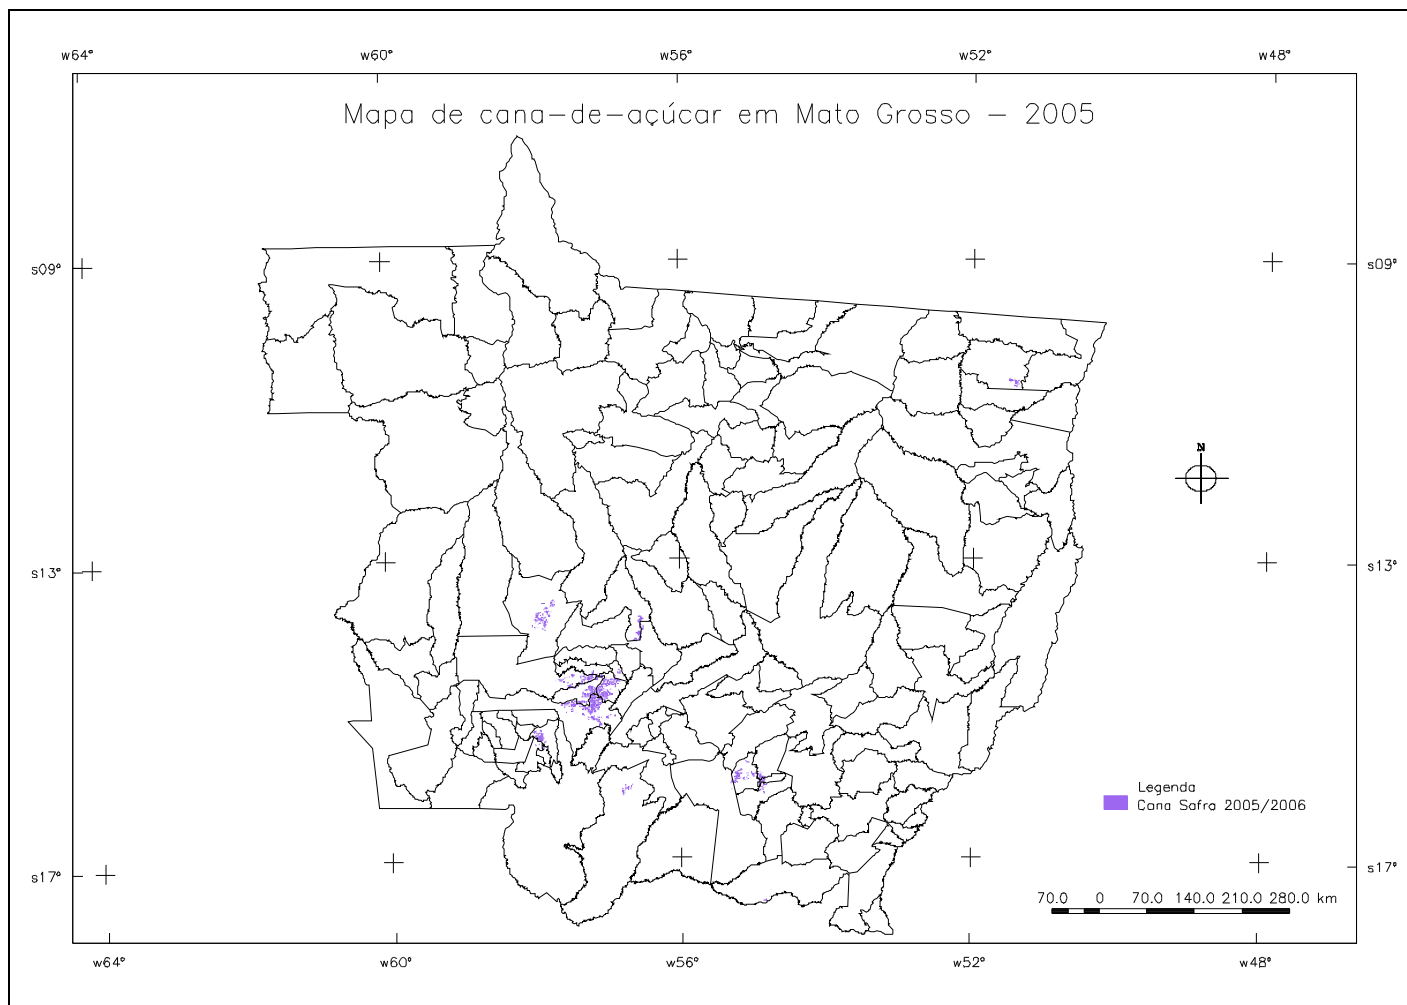 w64° w60° w56° w52° w48°
Mapa de cana-de-açúcar em Mato Grosso - 2005
s09° s09°
N
s13° s13°
Legenda
Cana Safra 2005/2006
s17° s17°
70.0 0 70.0 140.0 210.0 280.0 km
w64° w60° w56° w52° w48°